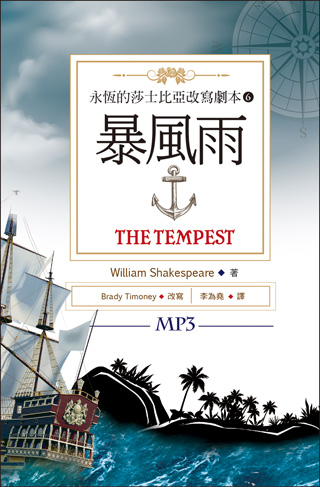 永恆的莎士比亞改寫劇本❻
暴風雨
THE TEMPEST
William Shakespeare ◆ 著
Brady Timoney ◆ 改寫 | 李為堯 ◆ 譯
MP3